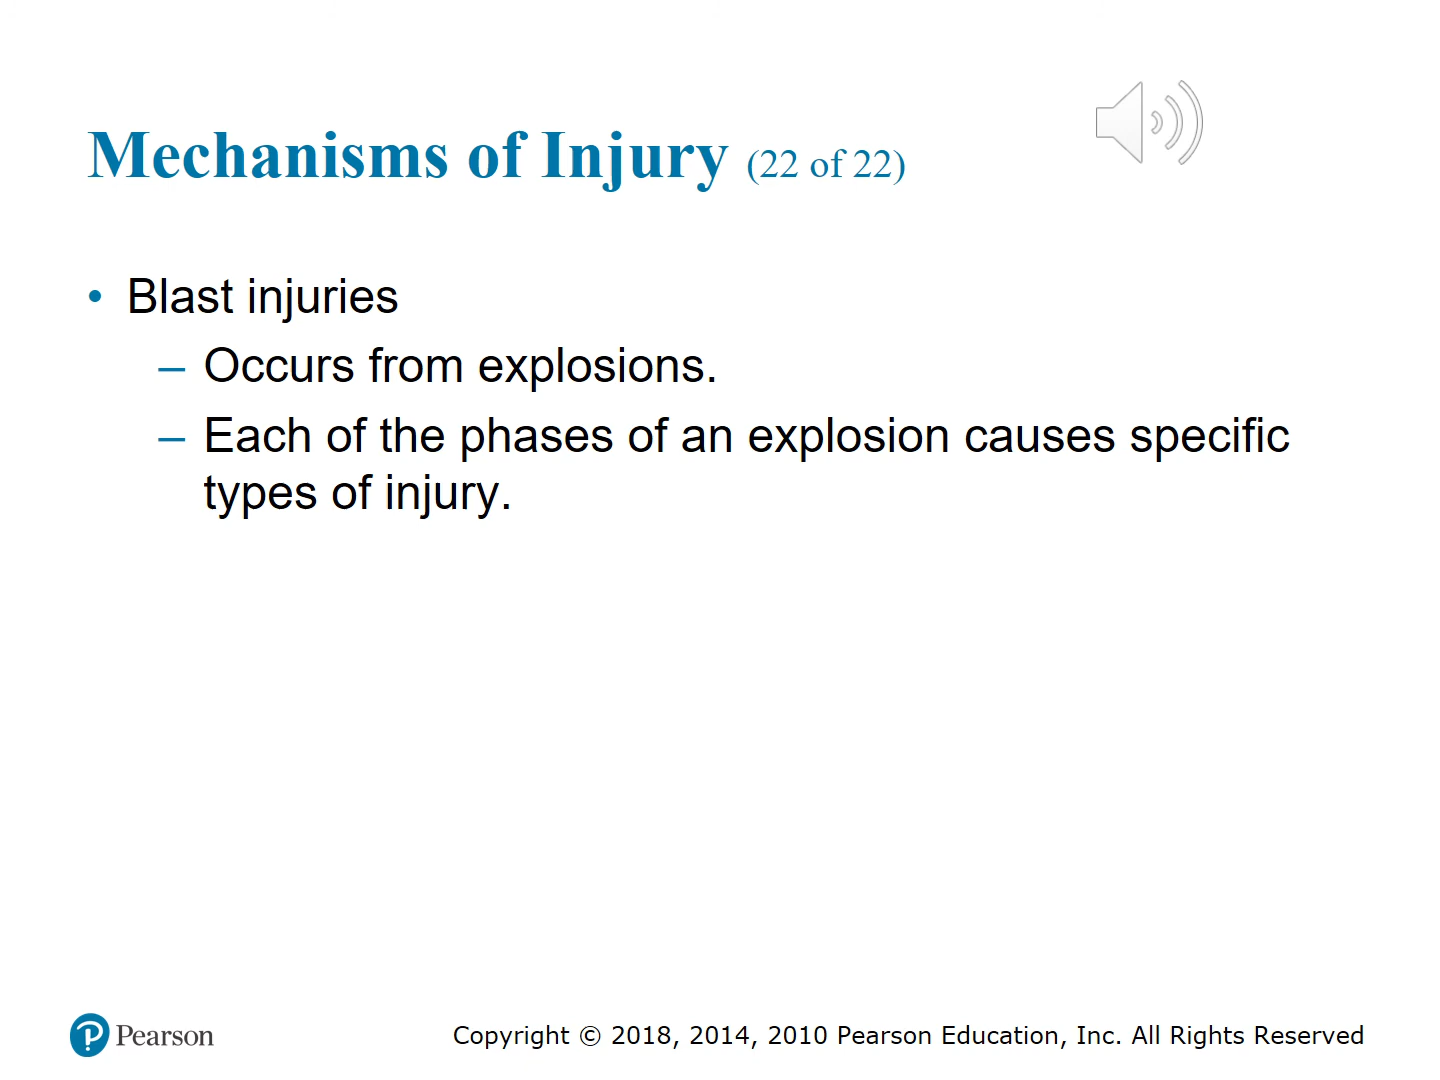 Mechanisms of Injury (22 of 22)
• Blast injuries
– Occurs from explosions.
– Each of the phases of an explosion causes specific
types of injury.
Pearson
Copyright © 2018, 2014, 2010 Pearson Education, Inc. All Rights Reserved